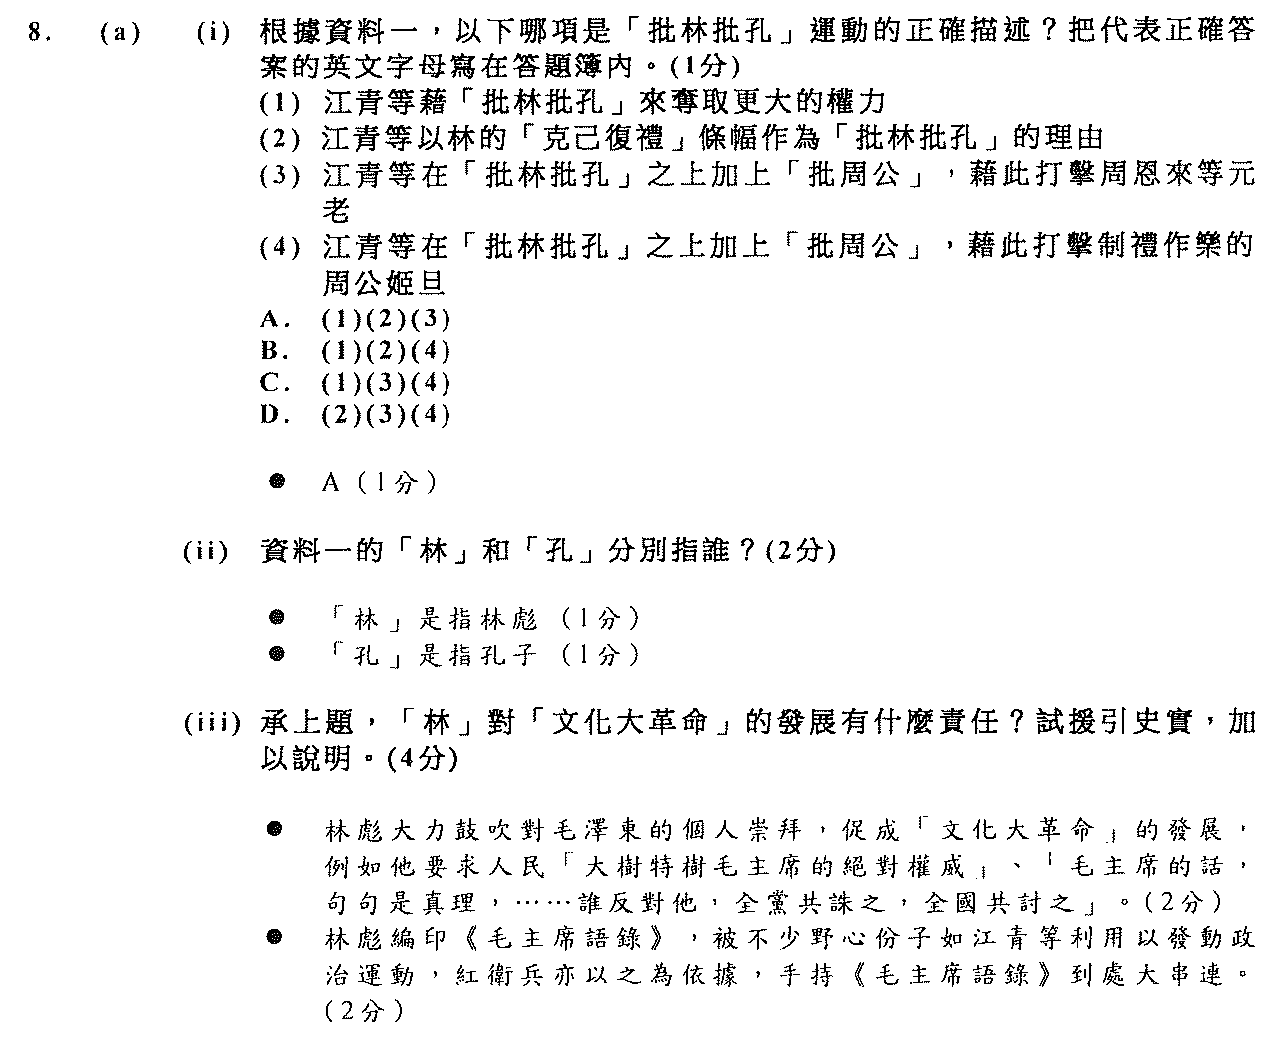 8. (a) (i) 根據資料一，以下哪項是「批林批孔」運動的正確描述？把代表正確答
案的英文字母寫在答題簿內。(1分)
(1) 江青等藉「批林批孔」來奪取更大的權力
(2) 江青等以林的「克己復禮」條幅作為「批林批孔」的理由
(3) 江青等在「批林批孔」之上加上「批周公」，藉此打擊周恩來等元
老
(4) 江青等在「批林批孔」之上加上「批周公」，藉此打擊制禮作樂的
周公姬旦
A. (1)(2)(3)
B. (1)(2)(4)
C. (1)(3)(4)
D. (2)(3)(4)
● A（1分）
(ii) 資料一的「林」和「孔」分別指誰？(2分)
● 「林」是指林彪（1分）
● 「孔」是指孔子（1分）
(iii) 承上題，「林」對「文化大革命」的發展有什麼責任？試援引史實，加
以說明。(4分)
● 林彪大力鼓吹對毛澤東的個人崇拜，促成「文化大革命」的發展，
例如他要求人民「大樹特樹毛主席的絕對權威」、「毛主席的話，
句句是真理，……誰反對他，全黨共誅之，全國共討之」。（2分）
● 林彪編印《毛主席語錄》，被不少野心份子如江青等利用以發動政
治運動，紅衛兵亦以之為依據，手持《毛主席語錄》到處大串連。
（2分）